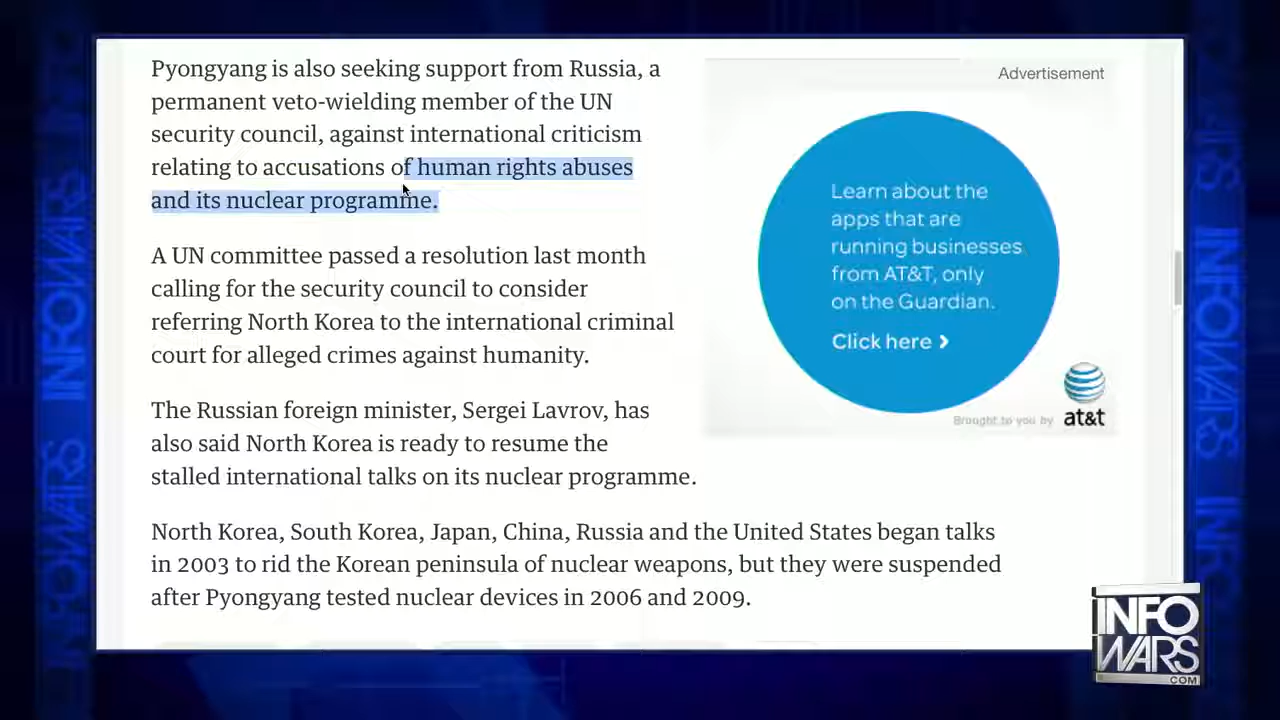 Pyongyang is also seeking support from Russia, a
permanent veto-wielding member of the UN
security council, against international criticism
relating to accusations of human rights abuses
and its nuclear programme.
A UN committee passed a resolution last month
calling for the security council to consider
referring North Korea to the international criminal
court for alleged crimes against humanity.
The Russian foreign minister, Sergei Lavrov, has
also said North Korea is ready to resume the
stalled international talks on its nuclear programme.
North Korea, South Korea, Japan, China, Russia and the United States began talks
in 2003 to rid the Korean peninsula of nuclear weapons, but they were suspended
after Pyongyang tested nuclear devices in 2006 and 2009.
Advertisement
Learn about the
apps that are
running businesses
from AT&T, only
on the Guardian.
Click here
Brought to you by
at&t
INFO
WARS
.COM
INFOWARS
INFOWARS